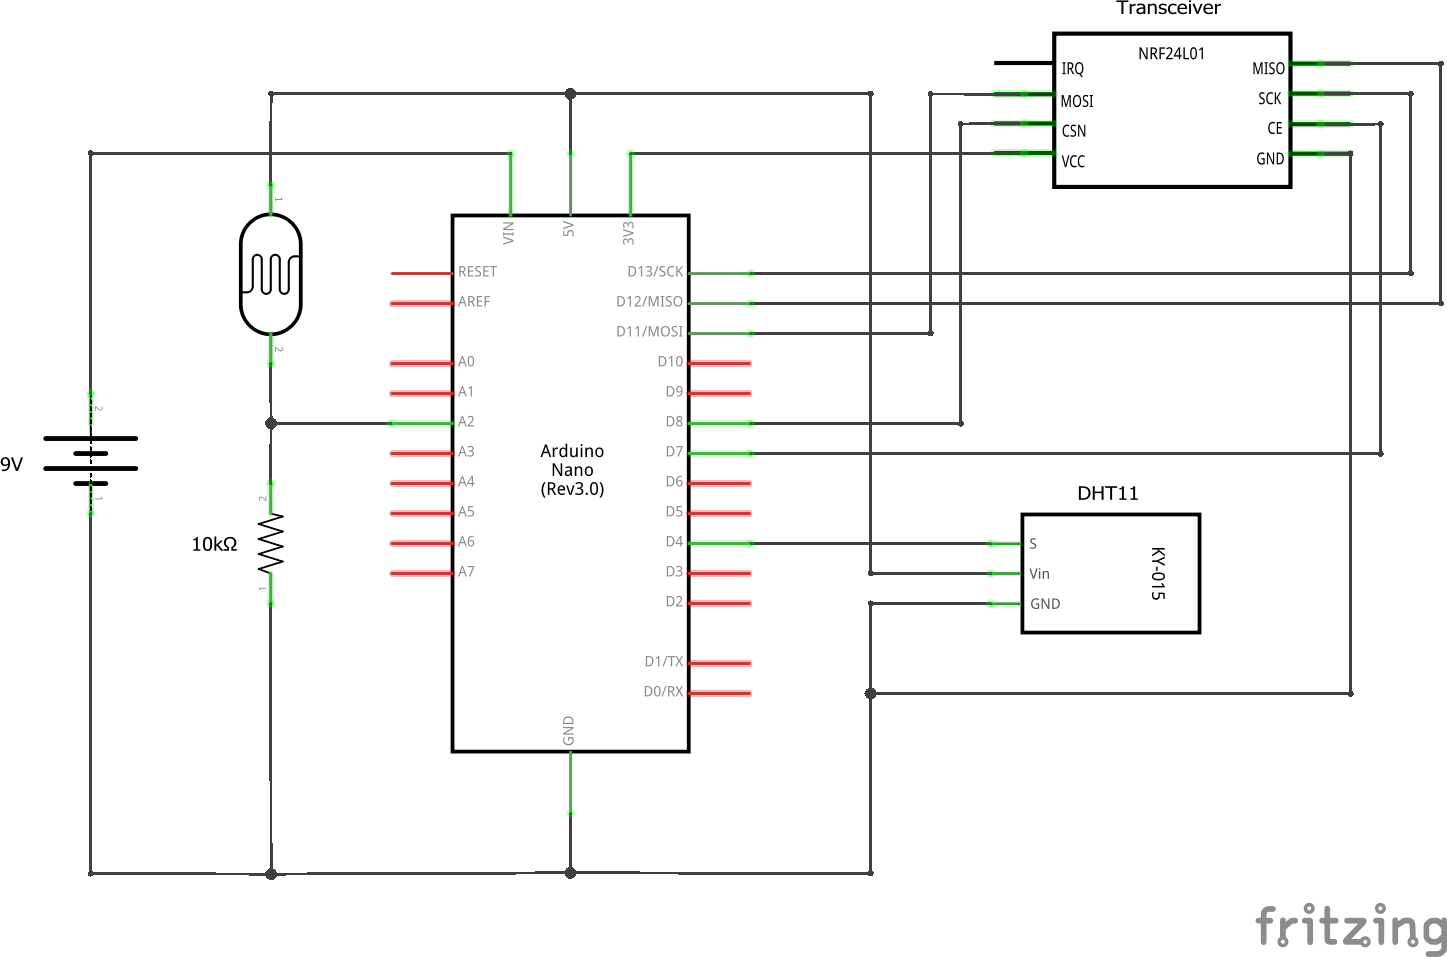 Transceiver
NRF24L01
IRQ
MOSI
CSN
VCC
MISO
SCK
CE
GND
1
2
VIN
5V
3V3
RESET
AREF
A0
A1
A2
A3
A4
A5
A6
A7
D13/SCK
D12/MISO
D11/MOSI
D10
D9
D8
D7
D6
D5
D4
D3
D2
D1/TX
D0/RX
GND
Arduino
Nano
(Rev3.0)
2
9V
1
2
10kΩ
1
DHT11
S
Vin
GND
KY-015
fritzing